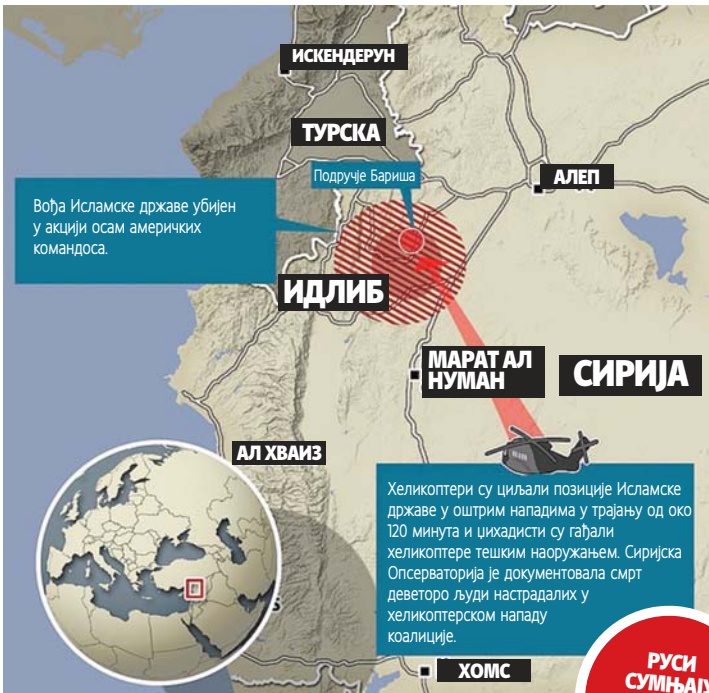 ИСКЕНДЕРУН
ТУРСКА
Подручје Бариша
АЛЕП
Вођа Исламске државе убијен
у акцији осам америчких
командоса.
ИДЛИБ
МАРАТ АЛ
НУМАН
СИРИЈА
АЛ ХВАИЗ
Хеликоптери су циљали позиције Исламске
државе у оштрим нападима у трајању од око
120 минута и џихадисти су гађали
хеликоптере тешким наоружањем. Сиријска
Опсерваторија је документовала смрт
деветоро људи настрадалих у
хеликоптерском нападу
коалиције.
ХОМС
РУСИ